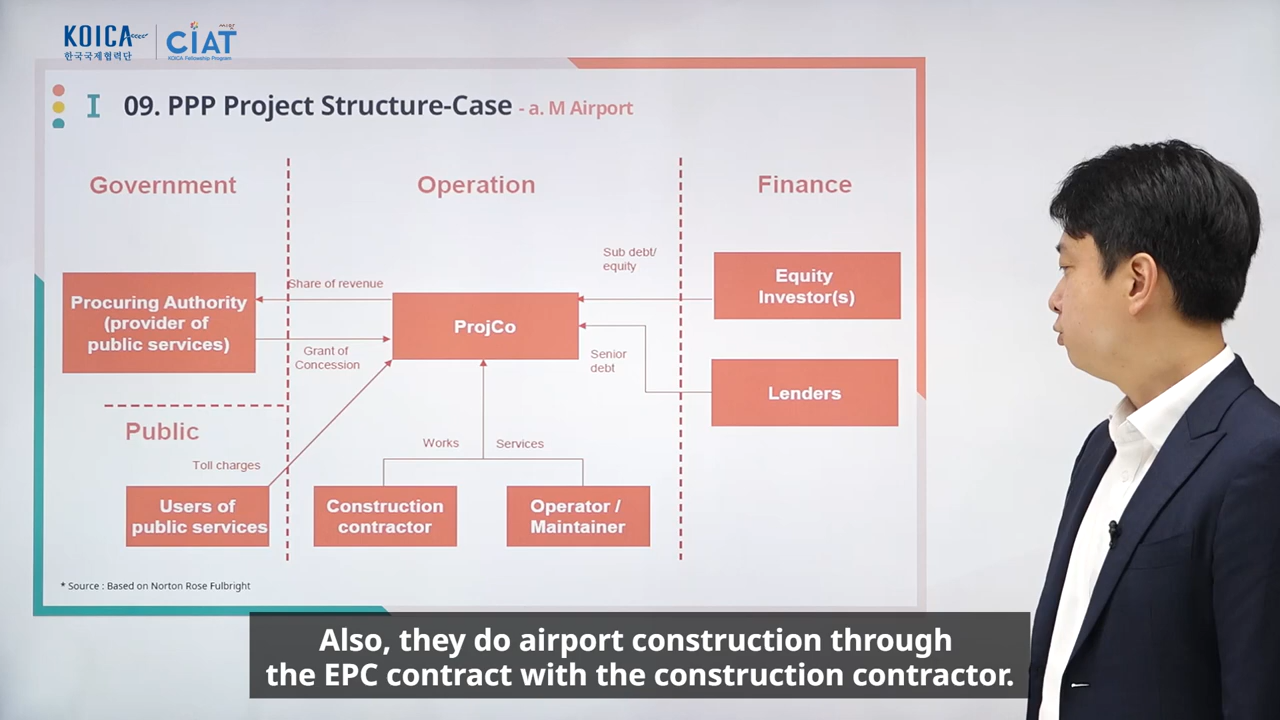 KOICA
한국국제협력단
CIAT
KOICA Fellowship Program
I 09. PPP Project Structure-Case - a. M Airport
Government
Operation
Finance
Sub debt/
equity
Equity
Investor(s)
Share of revenue
Procuring Authority
(provider of
public services)
ProjCo
Grant of
Concession
Senior
debt
Lenders
Public
Works
Services
Toll charges
Users of
public services
Construction
contractor
Operator /
Maintainer
* Source : Based on Norton Rose Fulbright
Also, they do airport construction through
the EPC contract with the construction contractor.